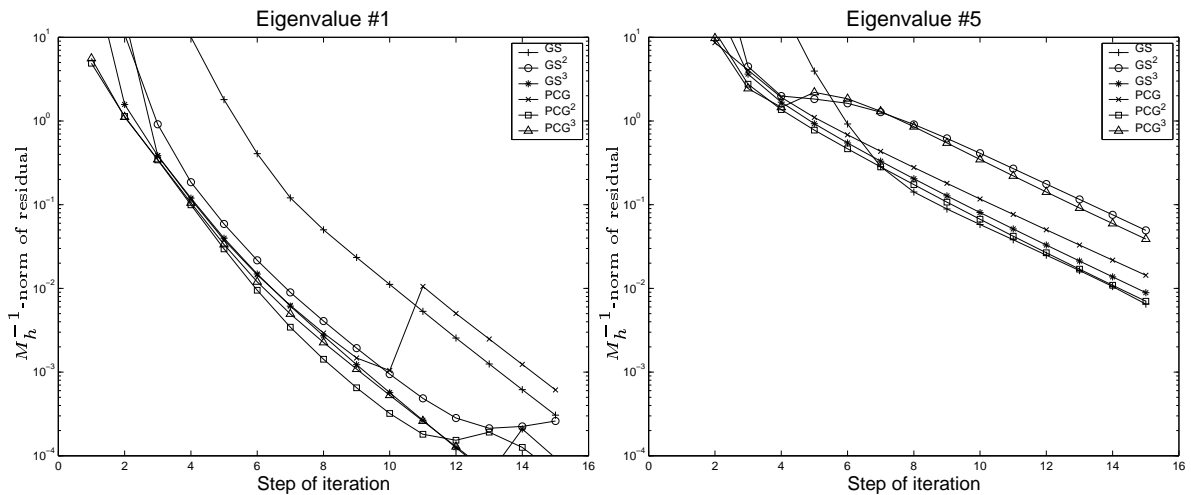 Eigenvalue #1
10^1
10^0
10^−1
10^−2
10^−3
10^−4
0 2 4 6 8 10 12 14 16
Step of iteration
M_h^−1-norm of residual
GS
GS^2
GS^3
PCG
PCG^2
PCG^3
Eigenvalue #5
10^1
10^0
10^−1
10^−2
10^−3
10^−4
0 2 4 6 8 10 12 14 16
Step of iteration
M_h^−1-norm of residual
GS
GS^2
GS^3
PCG
PCG^2
PCG^3